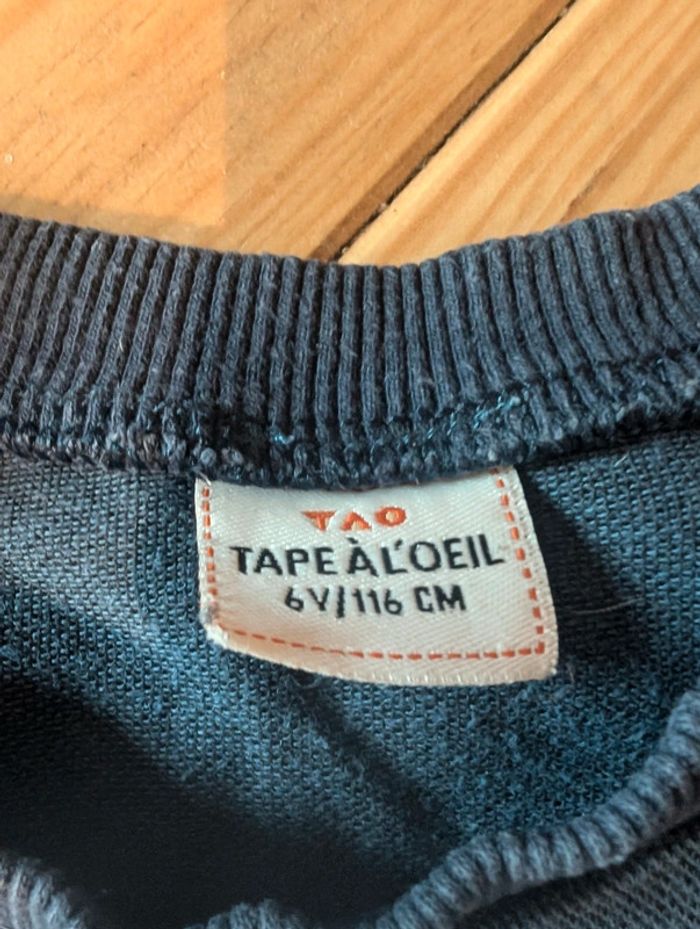 TAO
TAPE À L'OEIL
6Y/116 CM